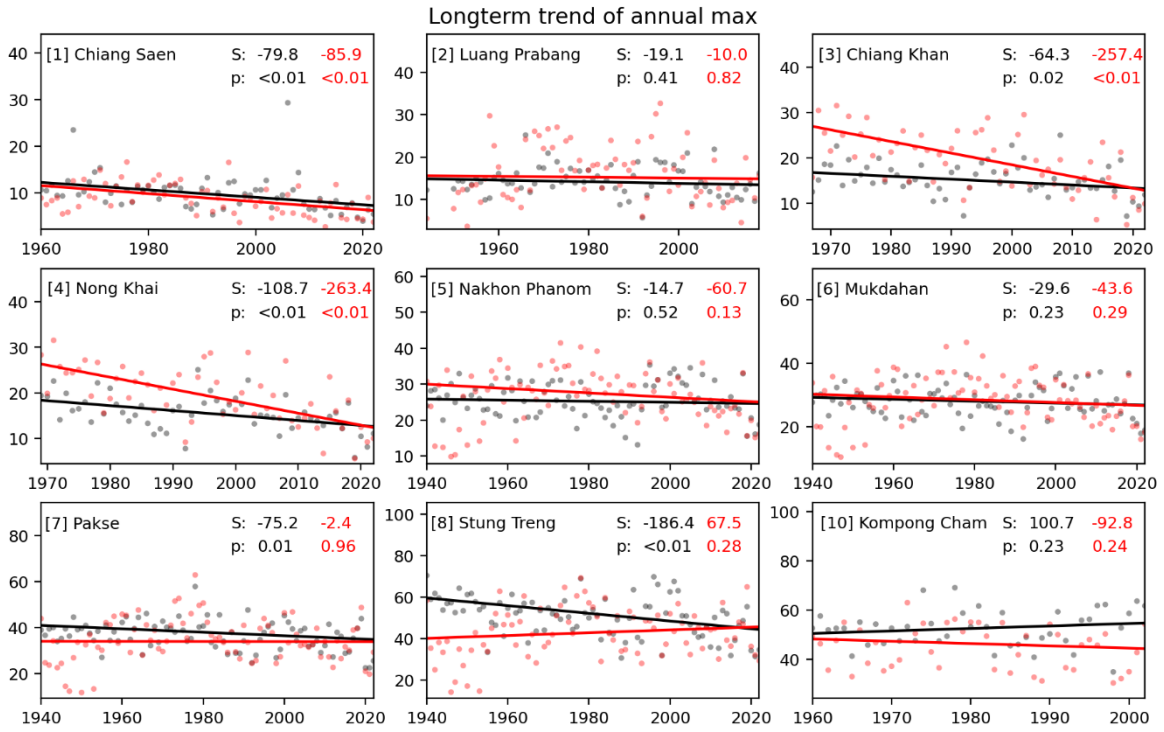 Longterm trend of annual max
[1] Chiang Saen S: -79.8 -85.9
p: <0.01 <0.01
40
30
20
10
1960 1980 2000 2020
[2] Luang Prabang S: -19.1 -10.0
p: 0.41 0.82
40
30
20
10
1960 1980 2000
[3] Chiang Khan S: -64.3 -257.4
p: 0.02 <0.01
40
30
20
10
1970 1980 1990 2000 2010 2020
[4] Nong Khai S: -108.7 -263.4
p: <0.01 <0.01
40
30
20
10
1970 1980 1990 2000 2010 2020
[5] Nakhon Phanom S: -14.7 -60.7
p: 0.52 0.13
60
50
40
30
20
10
1940 1960 1980 2000 2020
[6] Mukdahan S: -29.6 -43.6
p: 0.23 0.29
60
40
20
1940 1960 1980 2000 2020
[7] Pakse S: -75.2 -2.4
p: 0.01 0.96
80
60
40
20
1940 1960 1980 2000 2020
[8] Stung Treng S: -186.4 67.5
p: <0.01 0.28
100
80
60
40
20
1940 1960 1980 2000 2020
[10] Kompong Cham S: 100.7 -92.8
p: 0.23 0.24
100
80
60
40
1960 1970 1980 1990 2000